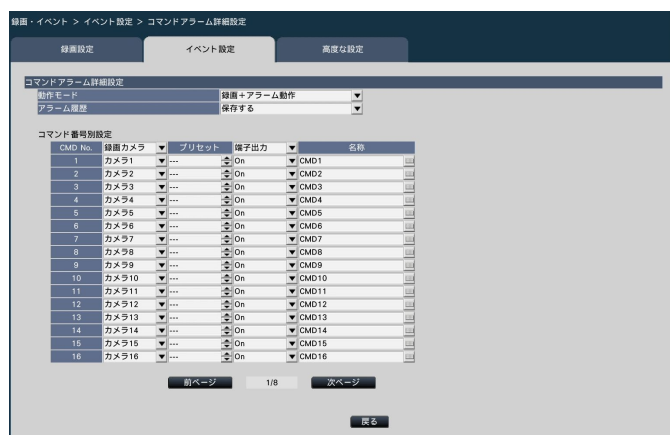 録画・イベント > イベント設定 > コマンドアラーム詳細設定
録画設定 イベント設定 高度な設定
コマンドアラーム詳細設定
動作モード 録画＋アラーム動作
アラーム履歴 保存する
コマンド番号別設定
CMD No. 録画カメラ プリセット 端子出力 名称
1 カメラ1 --- On CMD1
2 カメラ2 --- On CMD2
3 カメラ3 --- On CMD3
4 カメラ4 --- On CMD4
5 カメラ5 --- On CMD5
6 カメラ6 --- On CMD6
7 カメラ7 --- On CMD7
8 カメラ8 --- On CMD8
9 カメラ9 --- On CMD9
10 カメラ10 --- On CMD10
11 カメラ11 --- On CMD11
12 カメラ12 --- On CMD12
13 カメラ13 --- On CMD13
14 カメラ14 --- On CMD14
15 カメラ15 --- On CMD15
16 カメラ16 --- On CMD16
前ページ 1/8 次ページ
戻る